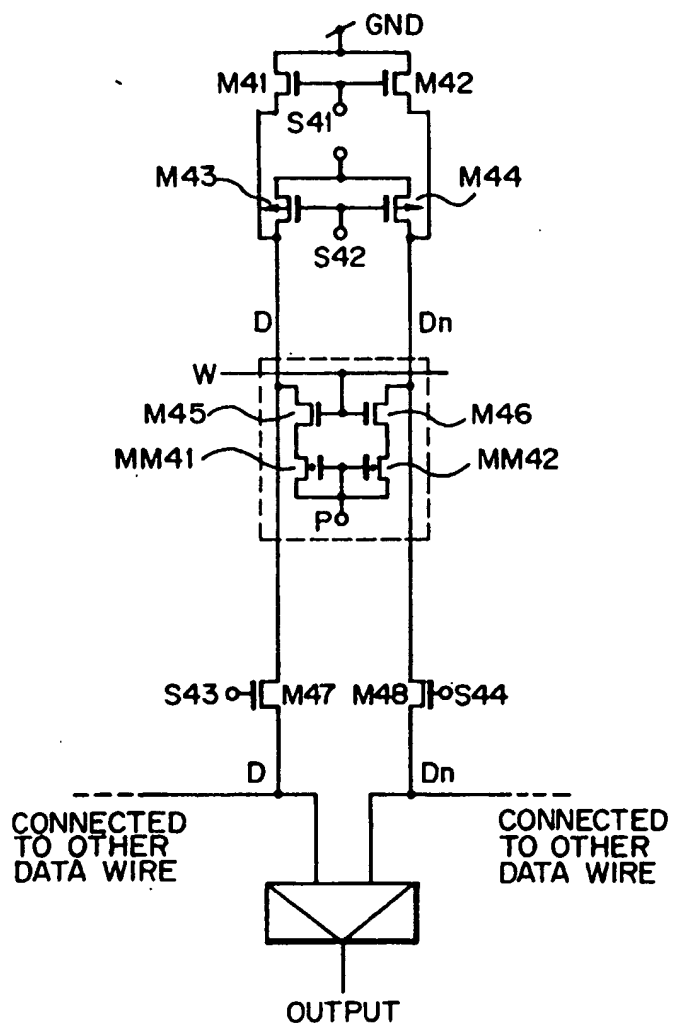 GND
M41
M42
S41
M43
M44
S42
D
Dn
W
M45
M46
MM41
MM42
P
S43
M47
M48
S44
D
Dn
CONNECTED
TO OTHER
DATA WIRE
CONNECTED
TO OTHER
DATA WIRE
OUTPUT